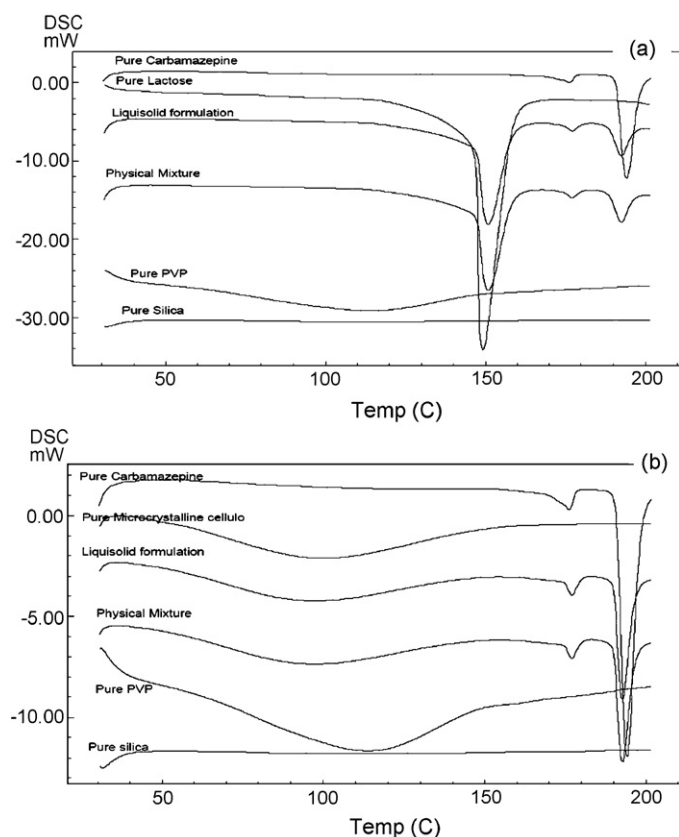 DSC
mW
(a)
Pure Carbamazepine
0.00
Pure Lactose
Liquisolid formulation
-10.00
Physical Mixture
-20.00
Pure PVP
Pure Silica
-30.00
50
100
150
200
Temp (C)
DSC
mW
(b)
Pure Carbamazepine
0.00
Pure Microcrystalline cellulo
Liquisolid formulation
-5.00
Physical Mixture
Pure PVP
-10.00
Pure silica
50
100
150
200
Temp (C)